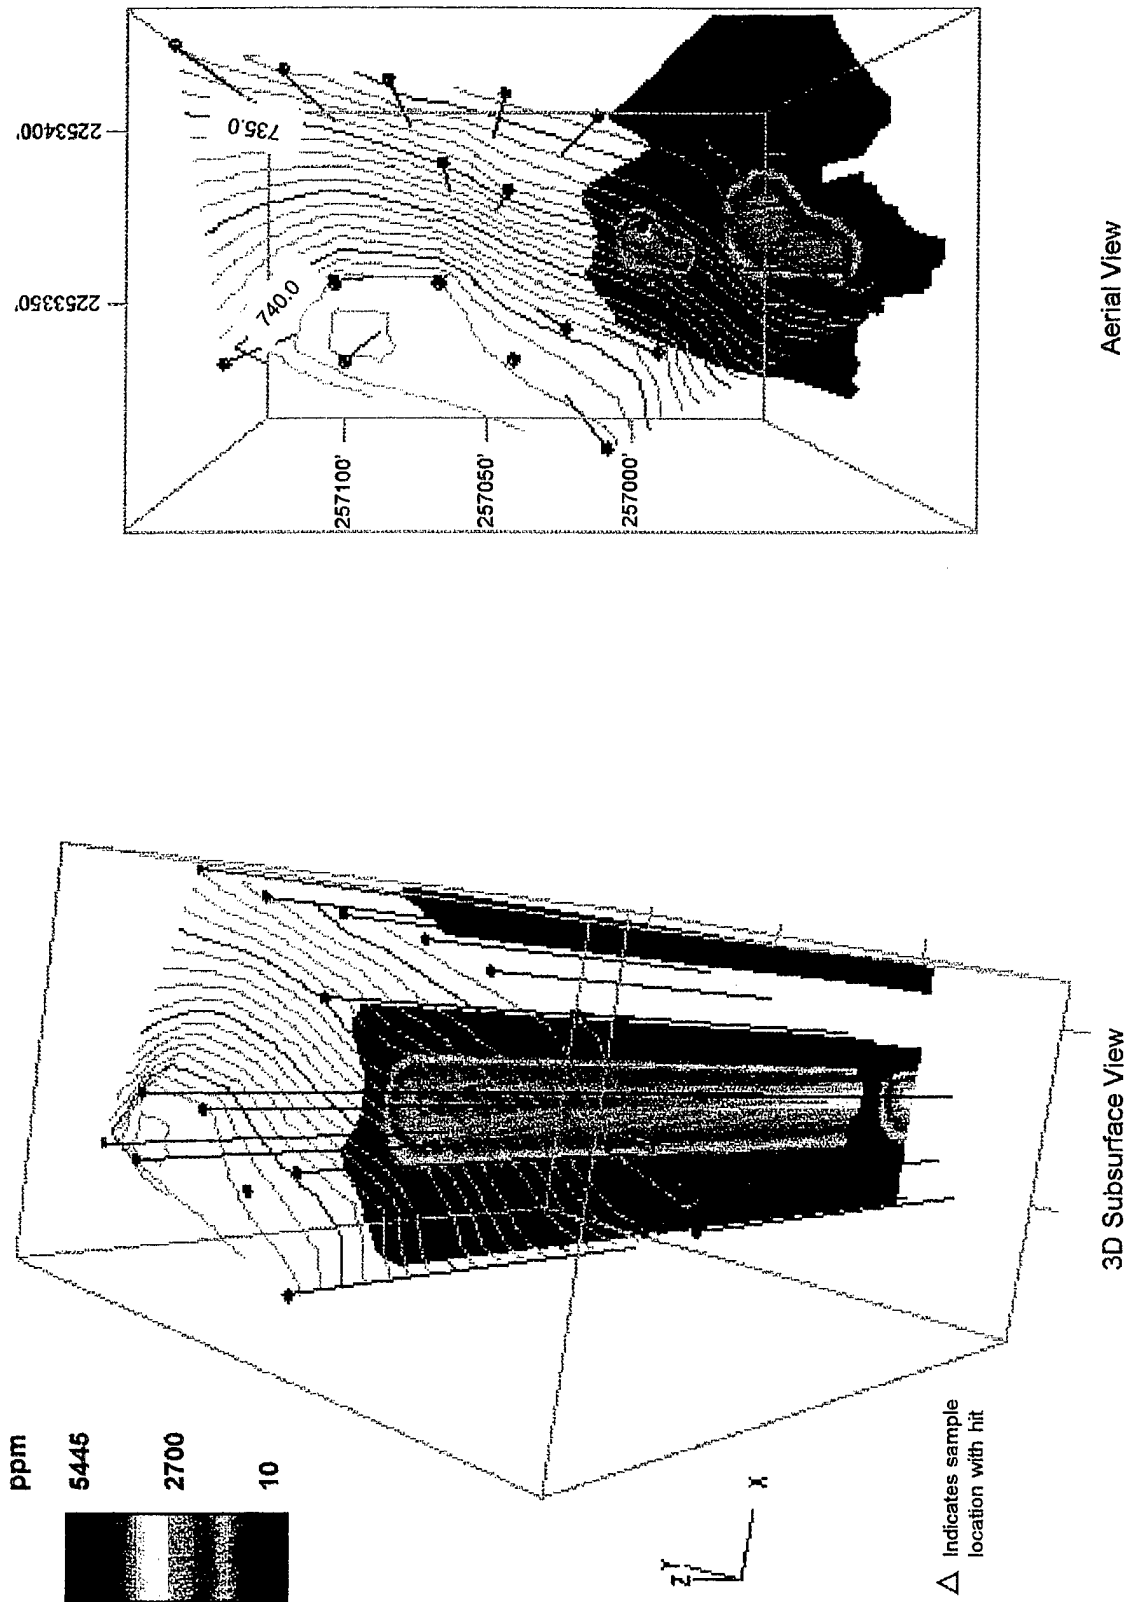 ppm
5445
2700
10
Z
Y
X
△ Indicates sample
location with hit
3D Subsurface View
2253350'
2253400'
735.0
740.0
257100'
257050'
257000'
Aerial View